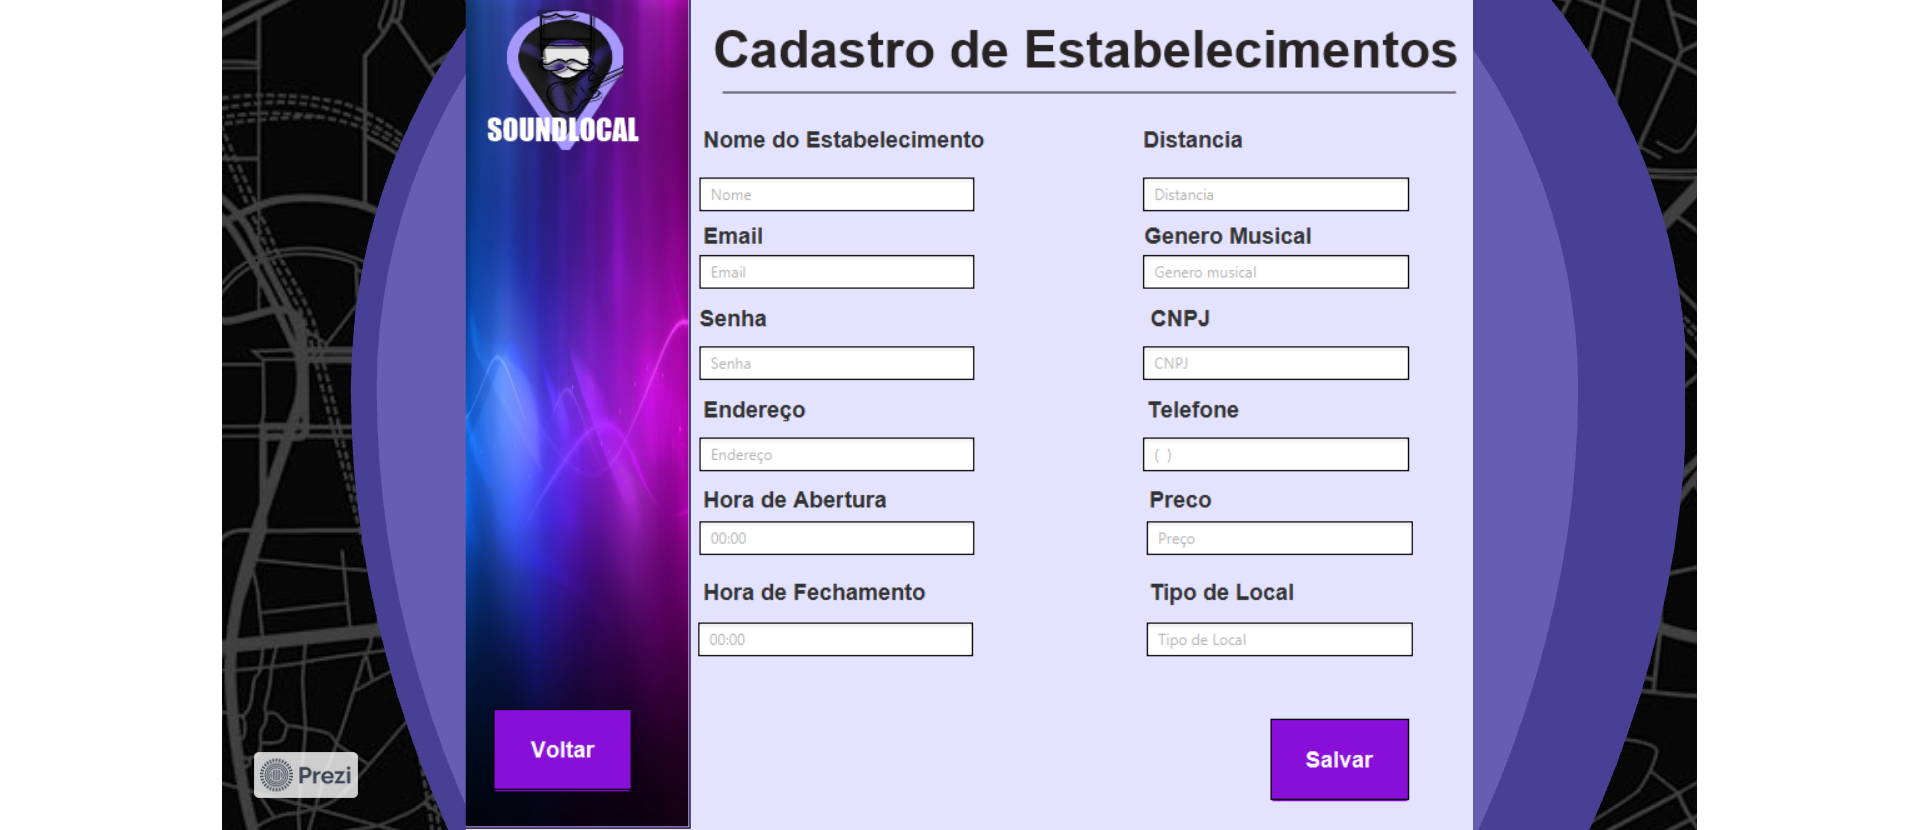 SOUNDLOCAL
Cadastro de Estabelecimentos
Nome do Estabelecimento
Nome
Email
Email
Senha
Senha
Endereço
Endereço
Hora de Abertura
00:00
Hora de Fechamento
00:00
Distancia
Distancia
Genero Musical
Genero musical
CNPJ
CNPJ
Telefone
( )
Preco
Preço
Tipo de Local
Tipo de Local
Voltar
Salvar
Prezi